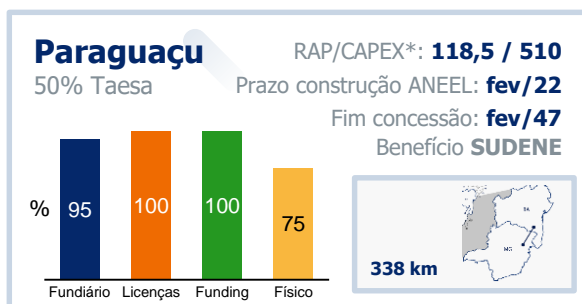 Paraguaçu
50% Taesa
RAP/CAPEX*: 118,5 / 510
Prazo construção ANEEL: fev/22
Fim concessão: fev/47
Benefício SUDENE
% 95 100 100 75
Fundiário Licenças Funding Físico
BA
MG
338 km